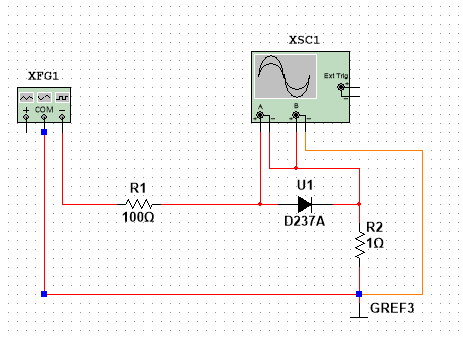 XSC1
Ext Trig
+
-
A
B
+ - + -
XFG1
COM
+ -
R1
100Ω
U1
D237A
R2
1Ω
GREF3